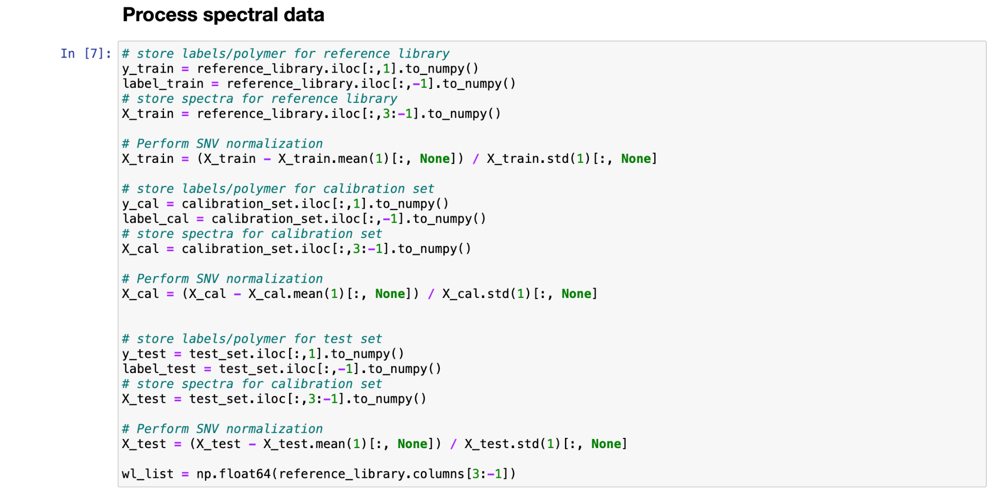 Process spectral data
In [7]:
# store labels/polymer for reference library
y_train = reference_library.iloc[:,1].to_numpy()
label_train = reference_library.iloc[:,-1].to_numpy()
# store spectra for reference library
X_train = reference_library.iloc[:,3:-1].to_numpy()
# Perform SNV normalization
X_train = (X_train - X_train.mean(1)[:, None]) / X_train.std(1)[:, None]
# store labels/polymer for calibration set
y_cal = calibration_set.iloc[:,1].to_numpy()
label_cal = calibration_set.iloc[:,-1].to_numpy()
# store spectra for calibration set
X_cal = calibration_set.iloc[:,3:-1].to_numpy()
# Perform SNV normalization
X_cal = (X_cal - X_cal.mean(1)[:, None]) / X_cal.std(1)[:, None]
# store labels/polymer for test set
y_test = test_set.iloc[:,1].to_numpy()
label_test = test_set.iloc[:,-1].to_numpy()
# store spectra for calibration set
X_test = test_set.iloc[:,3:-1].to_numpy()
# Perform SNV normalization
X_test = (X_test - X_test.mean(1)[:, None]) / X_test.std(1)[:, None]
wl_list = np.float64(reference_library.columns[3:-1])